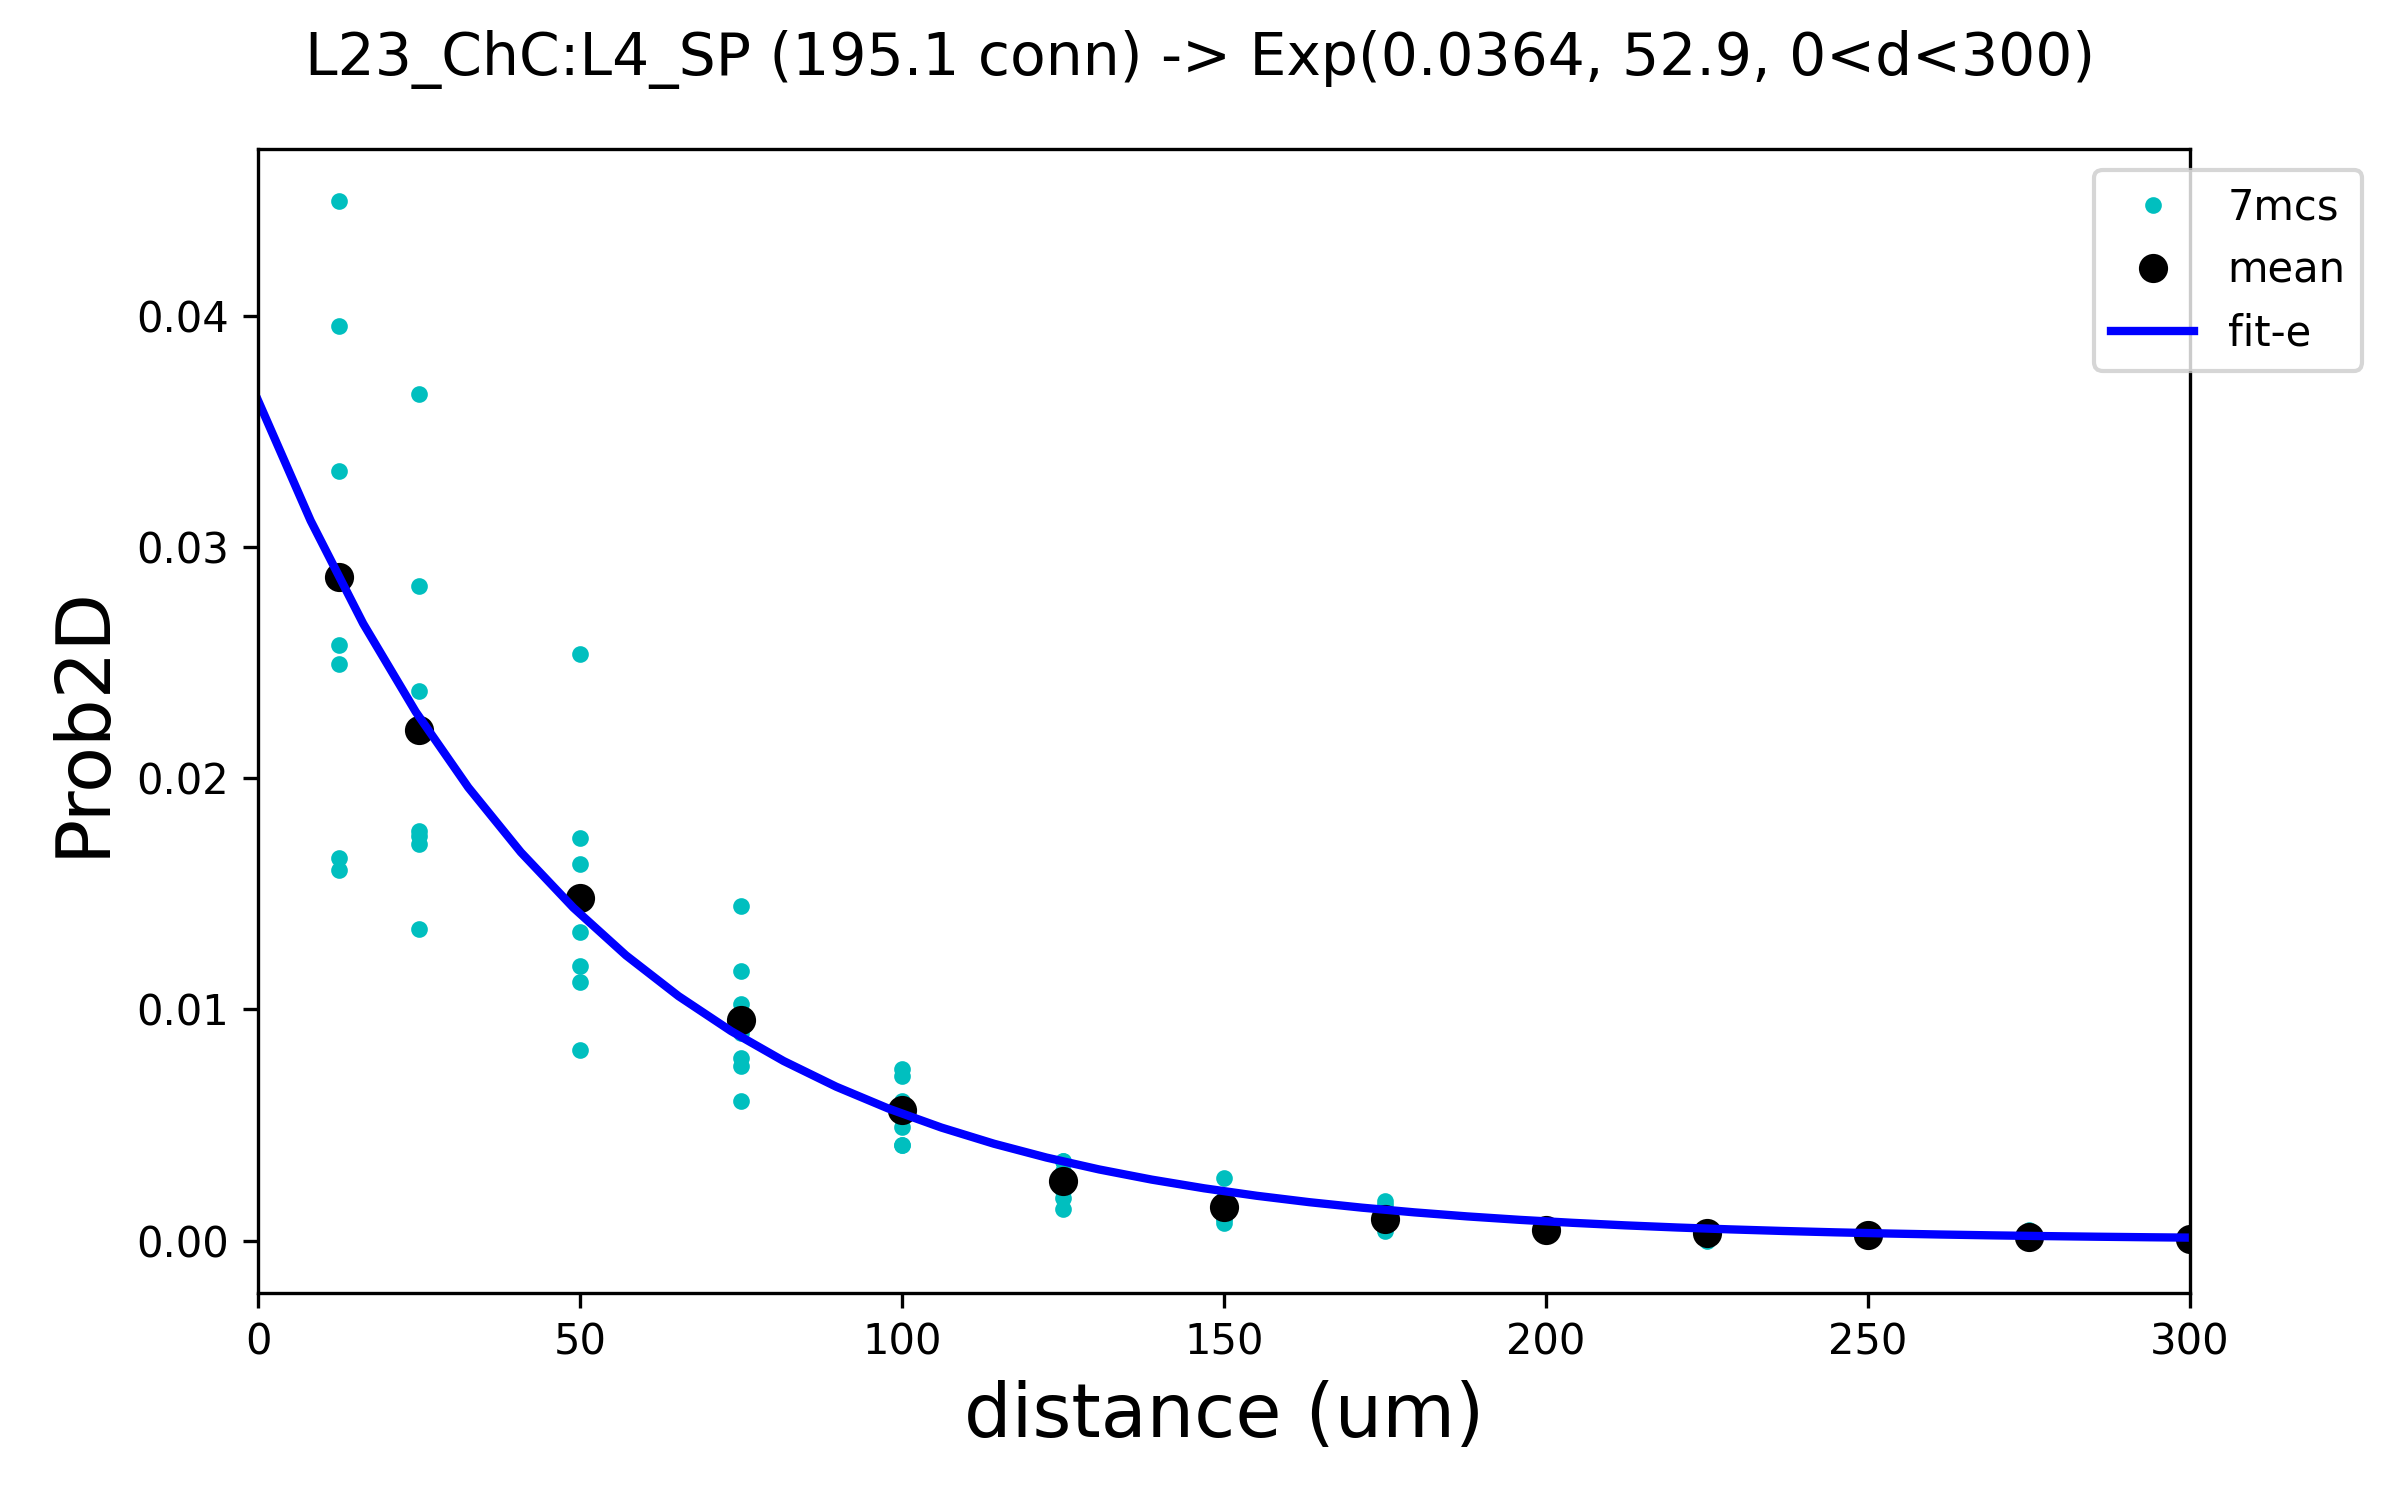 L23_ChC:L4_SP (195.1 conn) -> Exp(0.0364, 52.9, 0<d<300)
7mcs
mean
fit-e
Prob2D
0.04
0.03
0.02
0.01
0.00
0 50 100 150 200 250 300
distance (um)